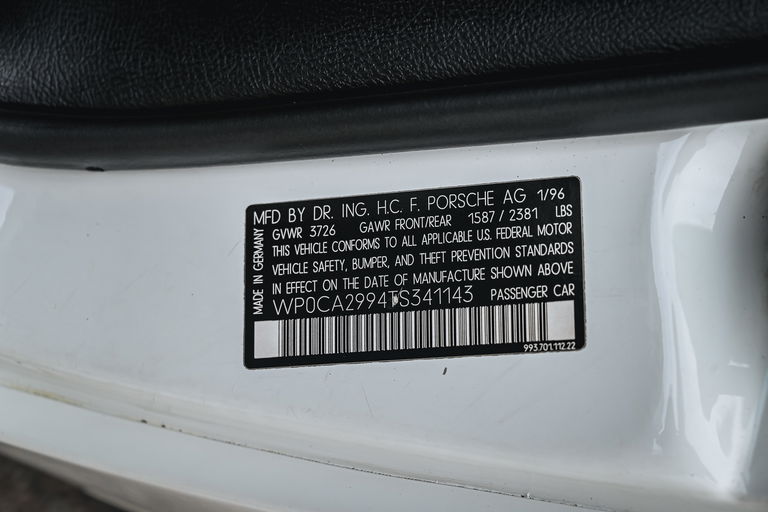 MFD BY DR. ING. H.C. F. PORSCHE AG 1/96
GVWR 3726 GAWR FRONT/REAR 1587 / 2381 LBS
THIS VEHICLE CONFORMS TO ALL APPLICABLE U.S. FEDERAL MOTOR
VEHICLE SAFETY, BUMPER, AND THEFT PREVENTION STANDARDS
IN EFFECT ON THE DATE OF MANUFACTURE SHOWN ABOVE
WP0CA2994TS341143 PASSENGER CAR
MADE IN GERMANY
993.701.112.22